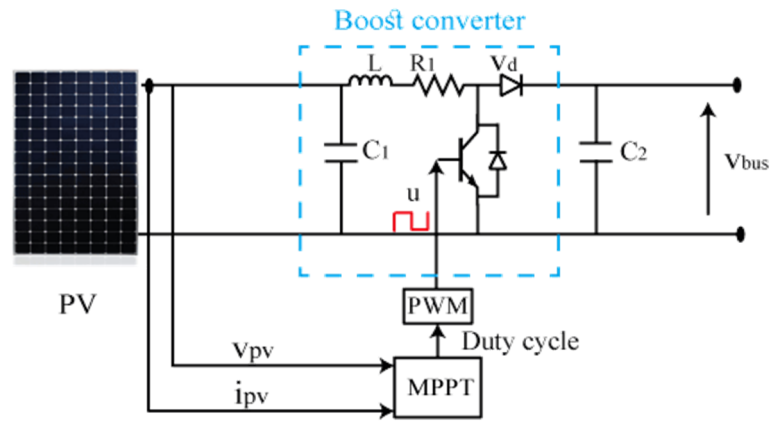 Boost converter
L R1 Vd
C1 C2
Vbus
u
PV
PWM
Duty cycle
vpv
MPPT
ipv